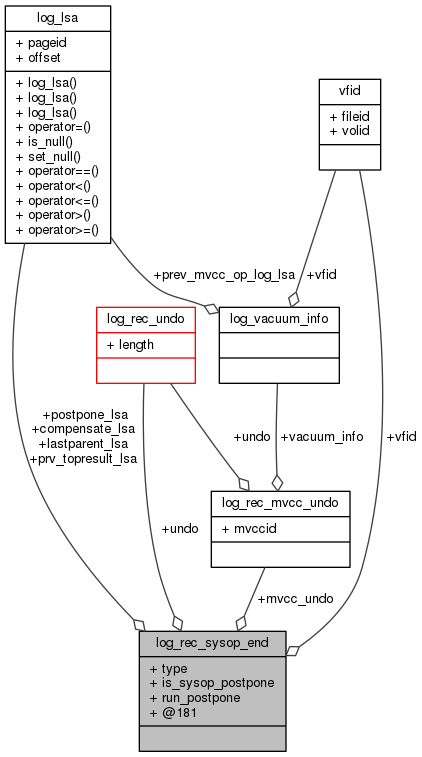 log_lsa
+ pageid
+ offset
+ log_lsa()
+ log_lsa()
+ log_lsa()
+ operator=()
+ is_null()
+ set_null()
+ operator==()
+ operator<()
+ operator<=()
+ operator>()
+ operator>=()
vfid
+ fileid
+ volid
+prev_mvcc_op_log_lsa
+vfid
log_rec_undo
+ length
log_vacuum_info
+postpone_lsa
+compensate_lsa
+lastparent_lsa
+prv_topresult_lsa
+undo
+vacuum_info
+vfid
log_rec_mvcc_undo
+ mvccid
+undo
+mvcc_undo
log_rec_sysop_end
+ type
+ is_sysop_postpone
+ run_postpone
+ @181